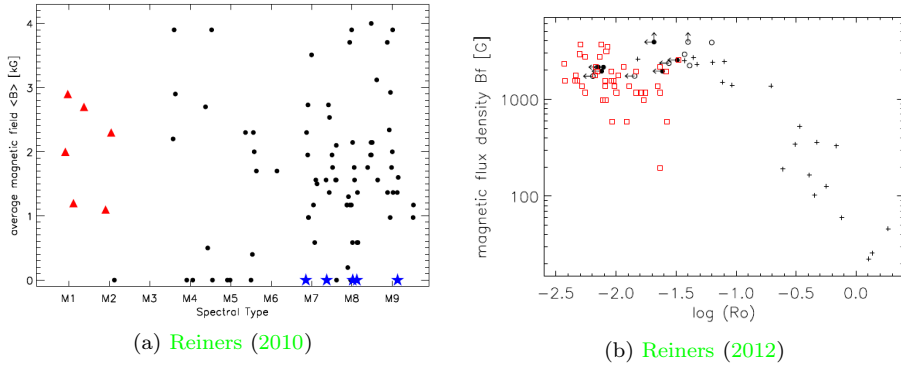 average magnetic field <B> [kG]
4
3
2
1
0
M1 M2 M3 M4 M5 M6 M7 M8 M9
Spectral Type
(a) Reiners (2010)
magnetic flux density Bf [G]
1000
100
-2.5 -2.0 -1.5 -1.0 -0.5 0.0
log (Ro)
(b) Reiners (2012)